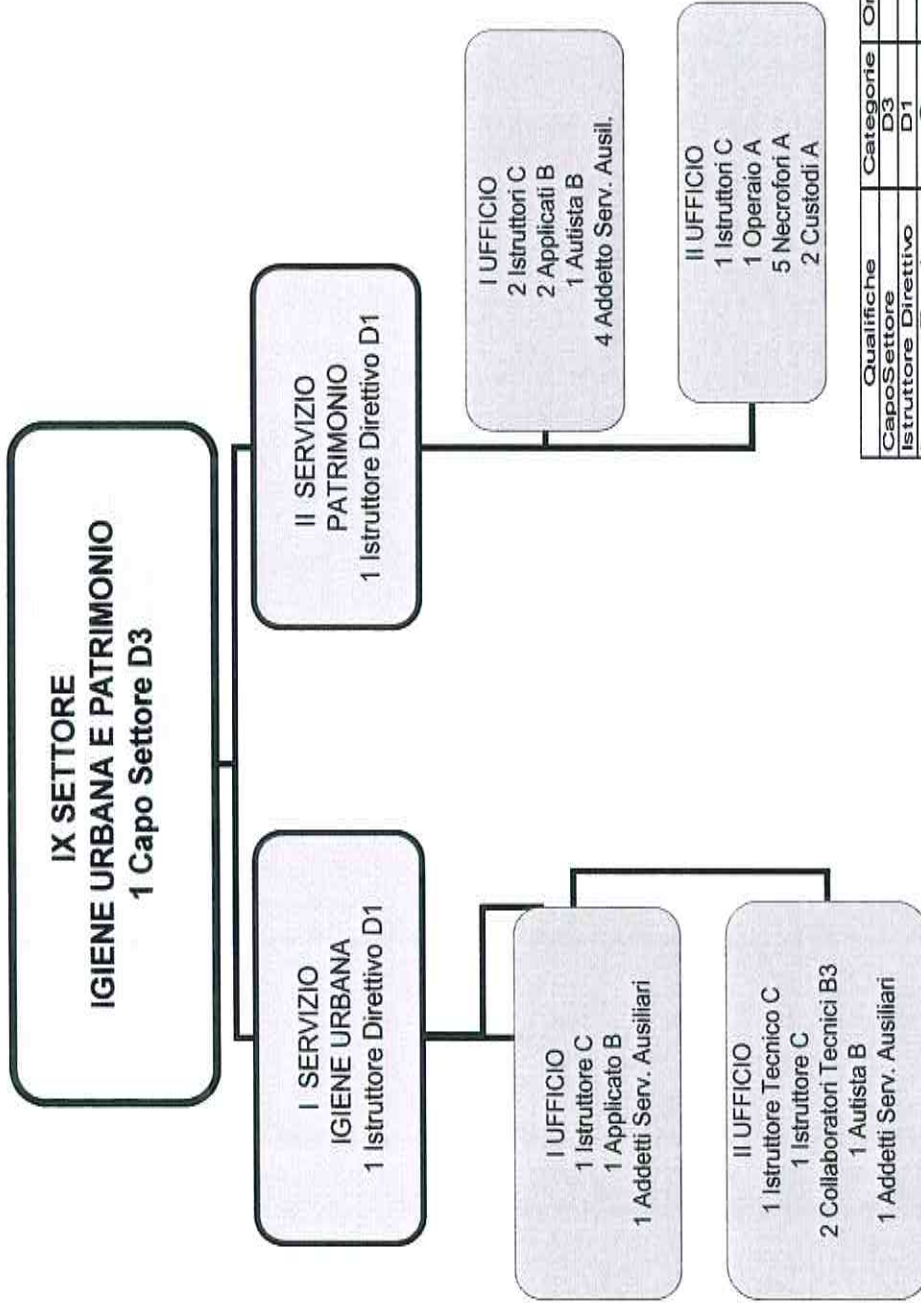 IX SETTORE
IGIENE URBANA E PATRIMONIO
1 Capo Settore D3
I SERVIZIO
IGIENE URBANA
1 Istruttore Direttivo D1
II SERVIZIO
PATRIMONIO
1 Istruttore Direttivo D1
I UFFICIO
1 Istruttore C
1 Applicato B
1 Addetti Serv. Ausiliari
II UFFICIO
1 Istruttore Tecnico C
1 Istruttore C
2 Collaboratori Tecnici B3
1 Autista B
1 Addetti Serv. Ausiliari
I UFFICIO
2 Istruttori C
2 Applicati B
1 Autista B
4 Addetto Serv. Ausil.
II UFFICIO
1 Istruttori C
1 Operaio A
5 Necrofori A
2 Custodi A
Qualifiche Categorie
CapoSettore D3
Istruttore Direttivo D1